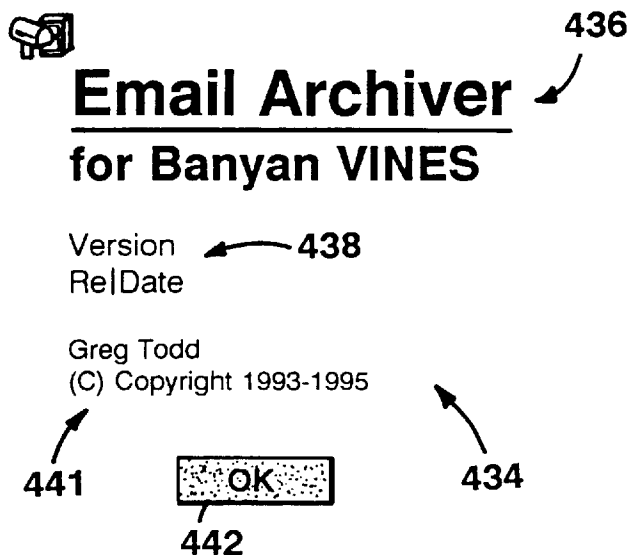 436
Email Archiver
for Banyan VINES
Version
438
Re|Date
Greg Todd
(C) Copyright 1993-1995
441
OK
434
442